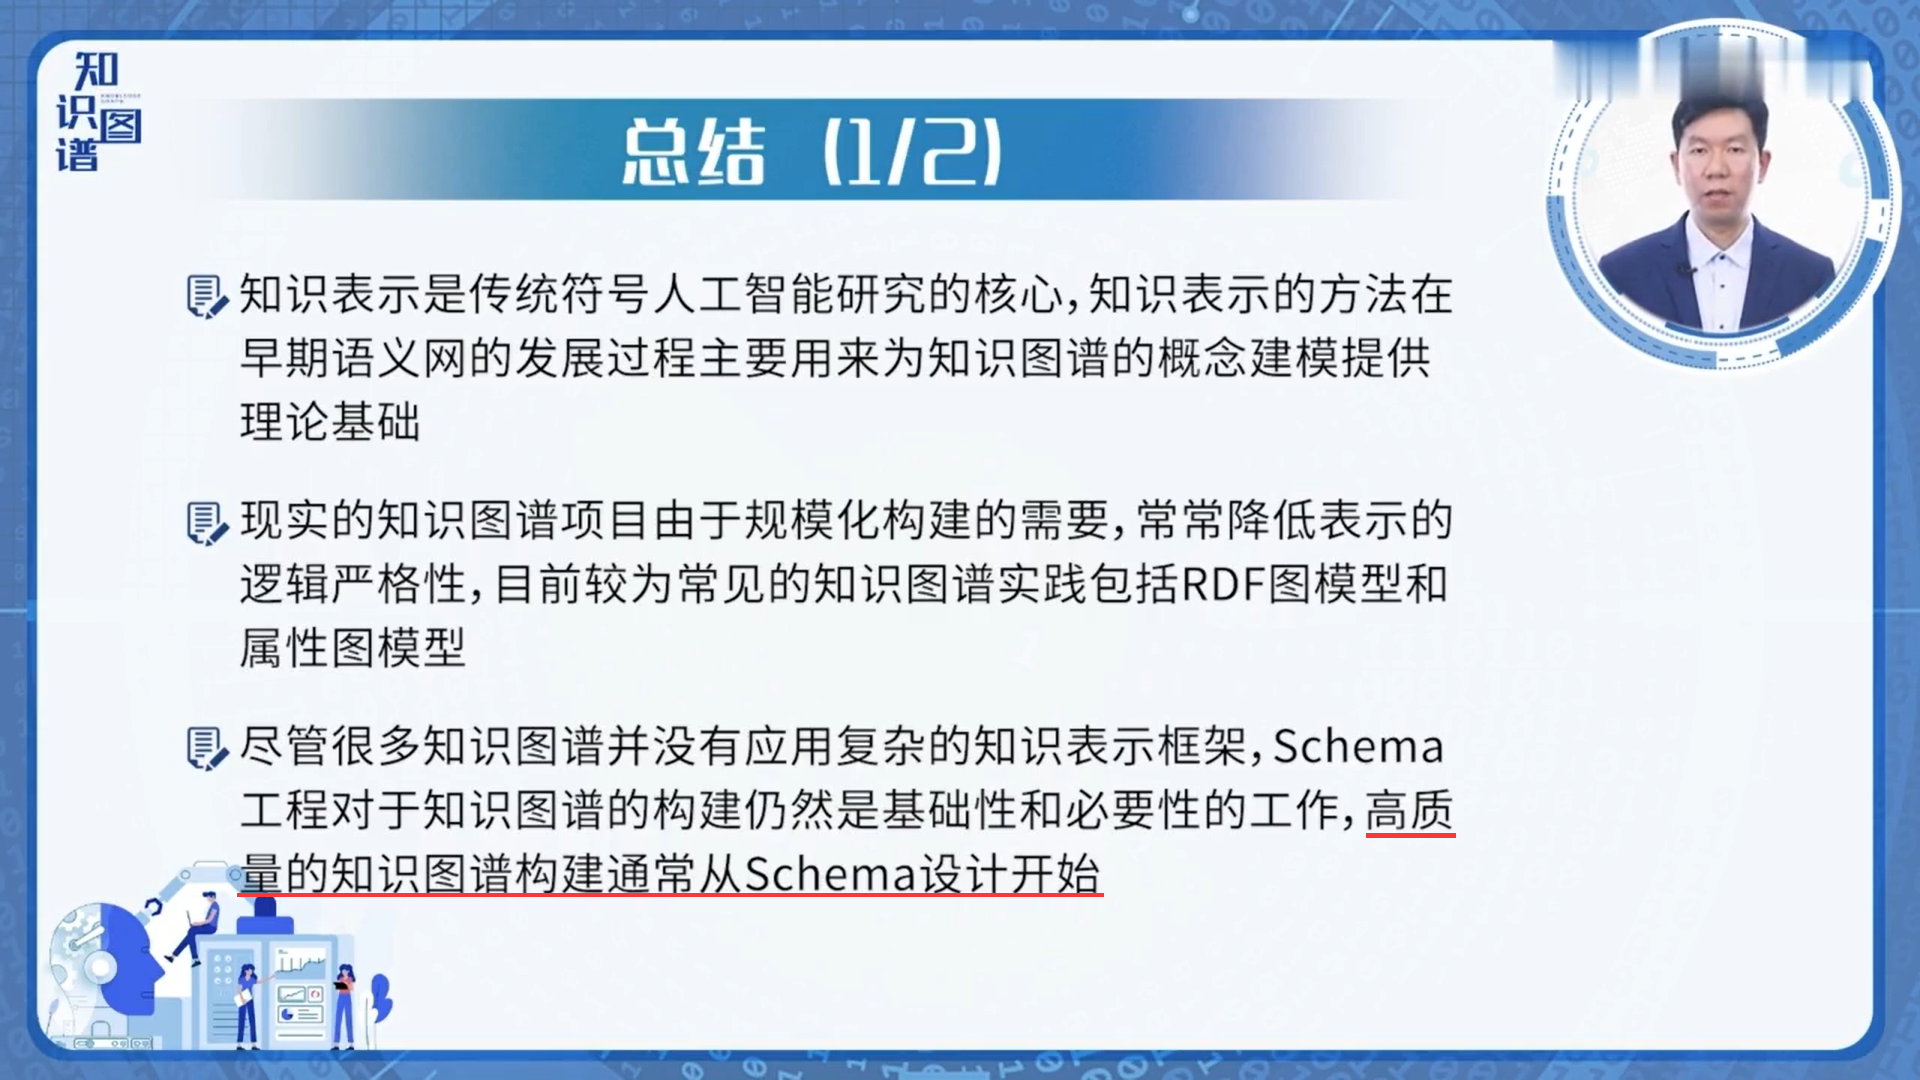 知识图谱
总结（1/2）
知识表示是传统符号人工智能研究的核心，知识表示的方法在
早期语义网的发展过程主要用来为知识图谱的概念建模提供
理论基础
现实的知识图谱项目由于规模化构建的需要，常常降低表示的
逻辑严格性，目前较为常见的知识图谱实践包括RDF图模型和
属性图模型
尽管很多知识图谱并没有应用复杂的知识表示框架，Schema
工程对于知识图谱的构建仍然是基础性和必要性的工作，高质
量的知识图谱构建通常从Schema设计开始